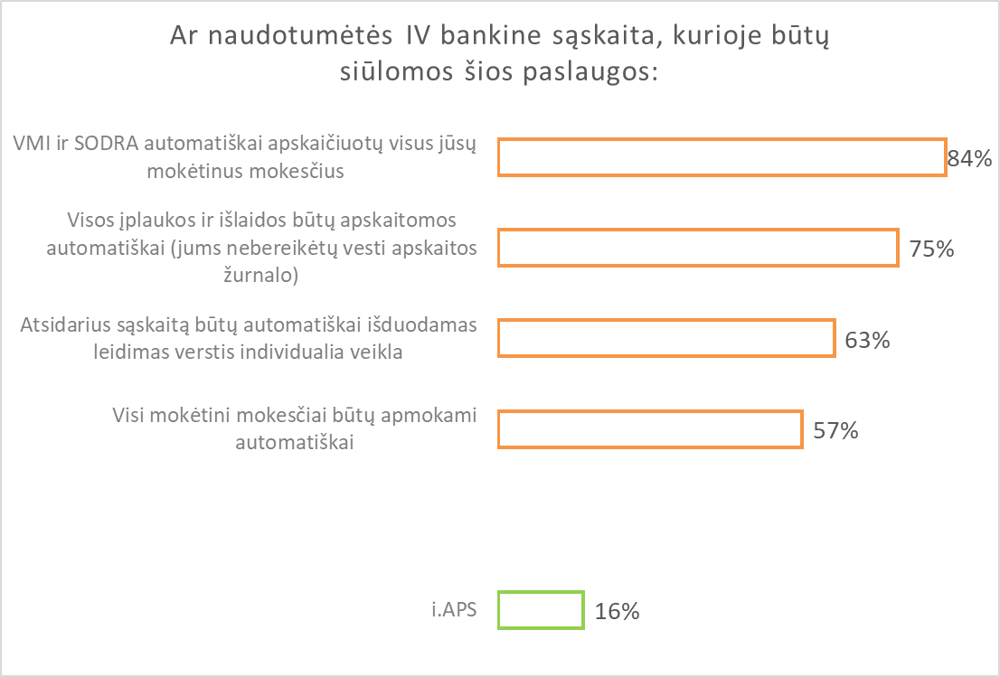 Ar naudotumėtės IV bankine sąskaita, kurioje būtų
siūlomos šios paslaugos:
VMI ir SODRA automatiškai apskaičiuotų visus jūsų
mokėtinus mokesčius
84%
Visos įplaukos ir išlaidos būtų apskaitomos
automatiškai (jums nebereikėtų vesti apskaitos
žurnalo)
75%
Atsidarius sąskaitą būtų automatiškai išduodamas
leidimas verstis individualia veikla
63%
Visi mokėtini mokesčiai būtų apmokami
automatiškai
57%
i.APS
16%